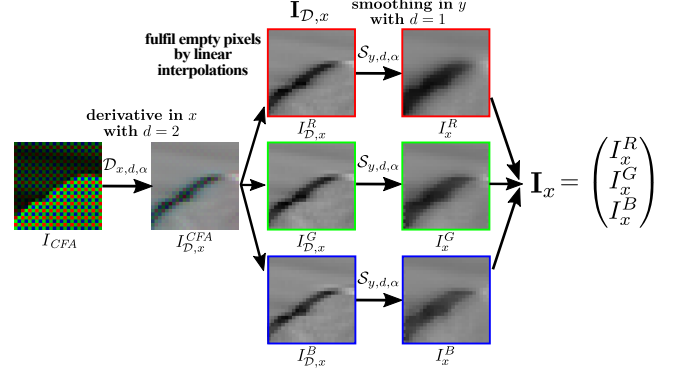 𝐈_{𝒟,x}
smoothing in y
with d = 1
fulfil empty pixels
by linear
interpolations
𝒮_{y,d,α}
derivative in x
with d = 2
I^R_{𝒟,x}
I^R_x
𝒟_{x,d,α}
𝒮_{y,d,α}
𝐈_x = ( I^R_x
I^G_x
I^B_x )
I_{CFA}
I^{CFA}_{𝒟,x}
I^G_{𝒟,x}
I^G_x
𝒮_{y,d,α}
I^B_{𝒟,x}
I^B_x